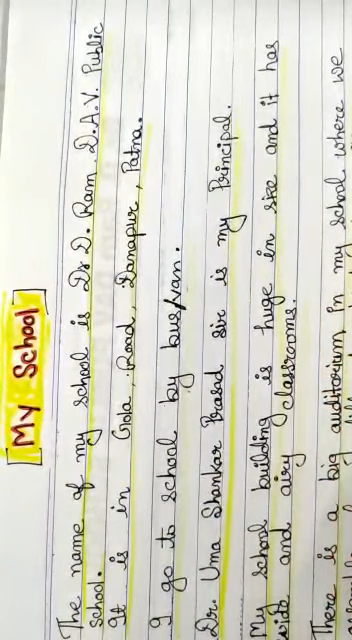 My School
The name of my school is Dr. D. Ram D.A.V. Public
School.
It is in Gola Road, Danapur, Patna.
I go to school by bus/van.
Dr. Uma Shankar Prasad Sir is my Principal.
My school building is huge in size and it has
wide and airy classrooms.
There is a big auditorium in my school where we